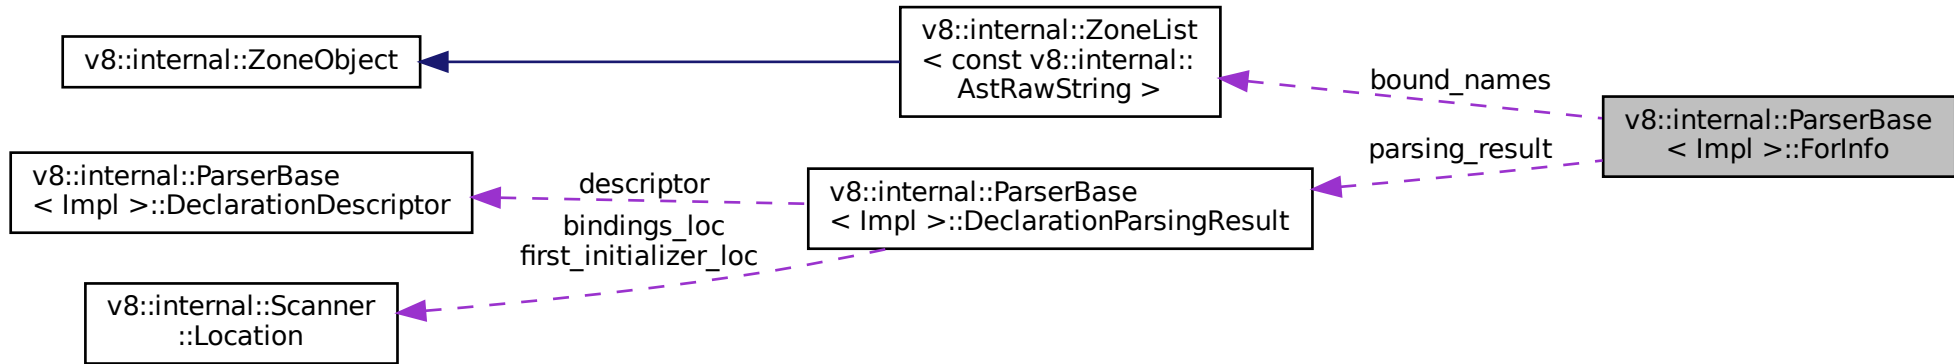 v8::internal::ZoneObject
v8::internal::ZoneList
< const v8::internal::
AstRawString >
bound_names
v8::internal::ParserBase
< Impl >::ForInfo
parsing_result
v8::internal::ParserBase
< Impl >::DeclarationDescriptor
descriptor
v8::internal::ParserBase
< Impl >::DeclarationParsingResult
bindings_loc
first_initializer_loc
v8::internal::Scanner
::Location